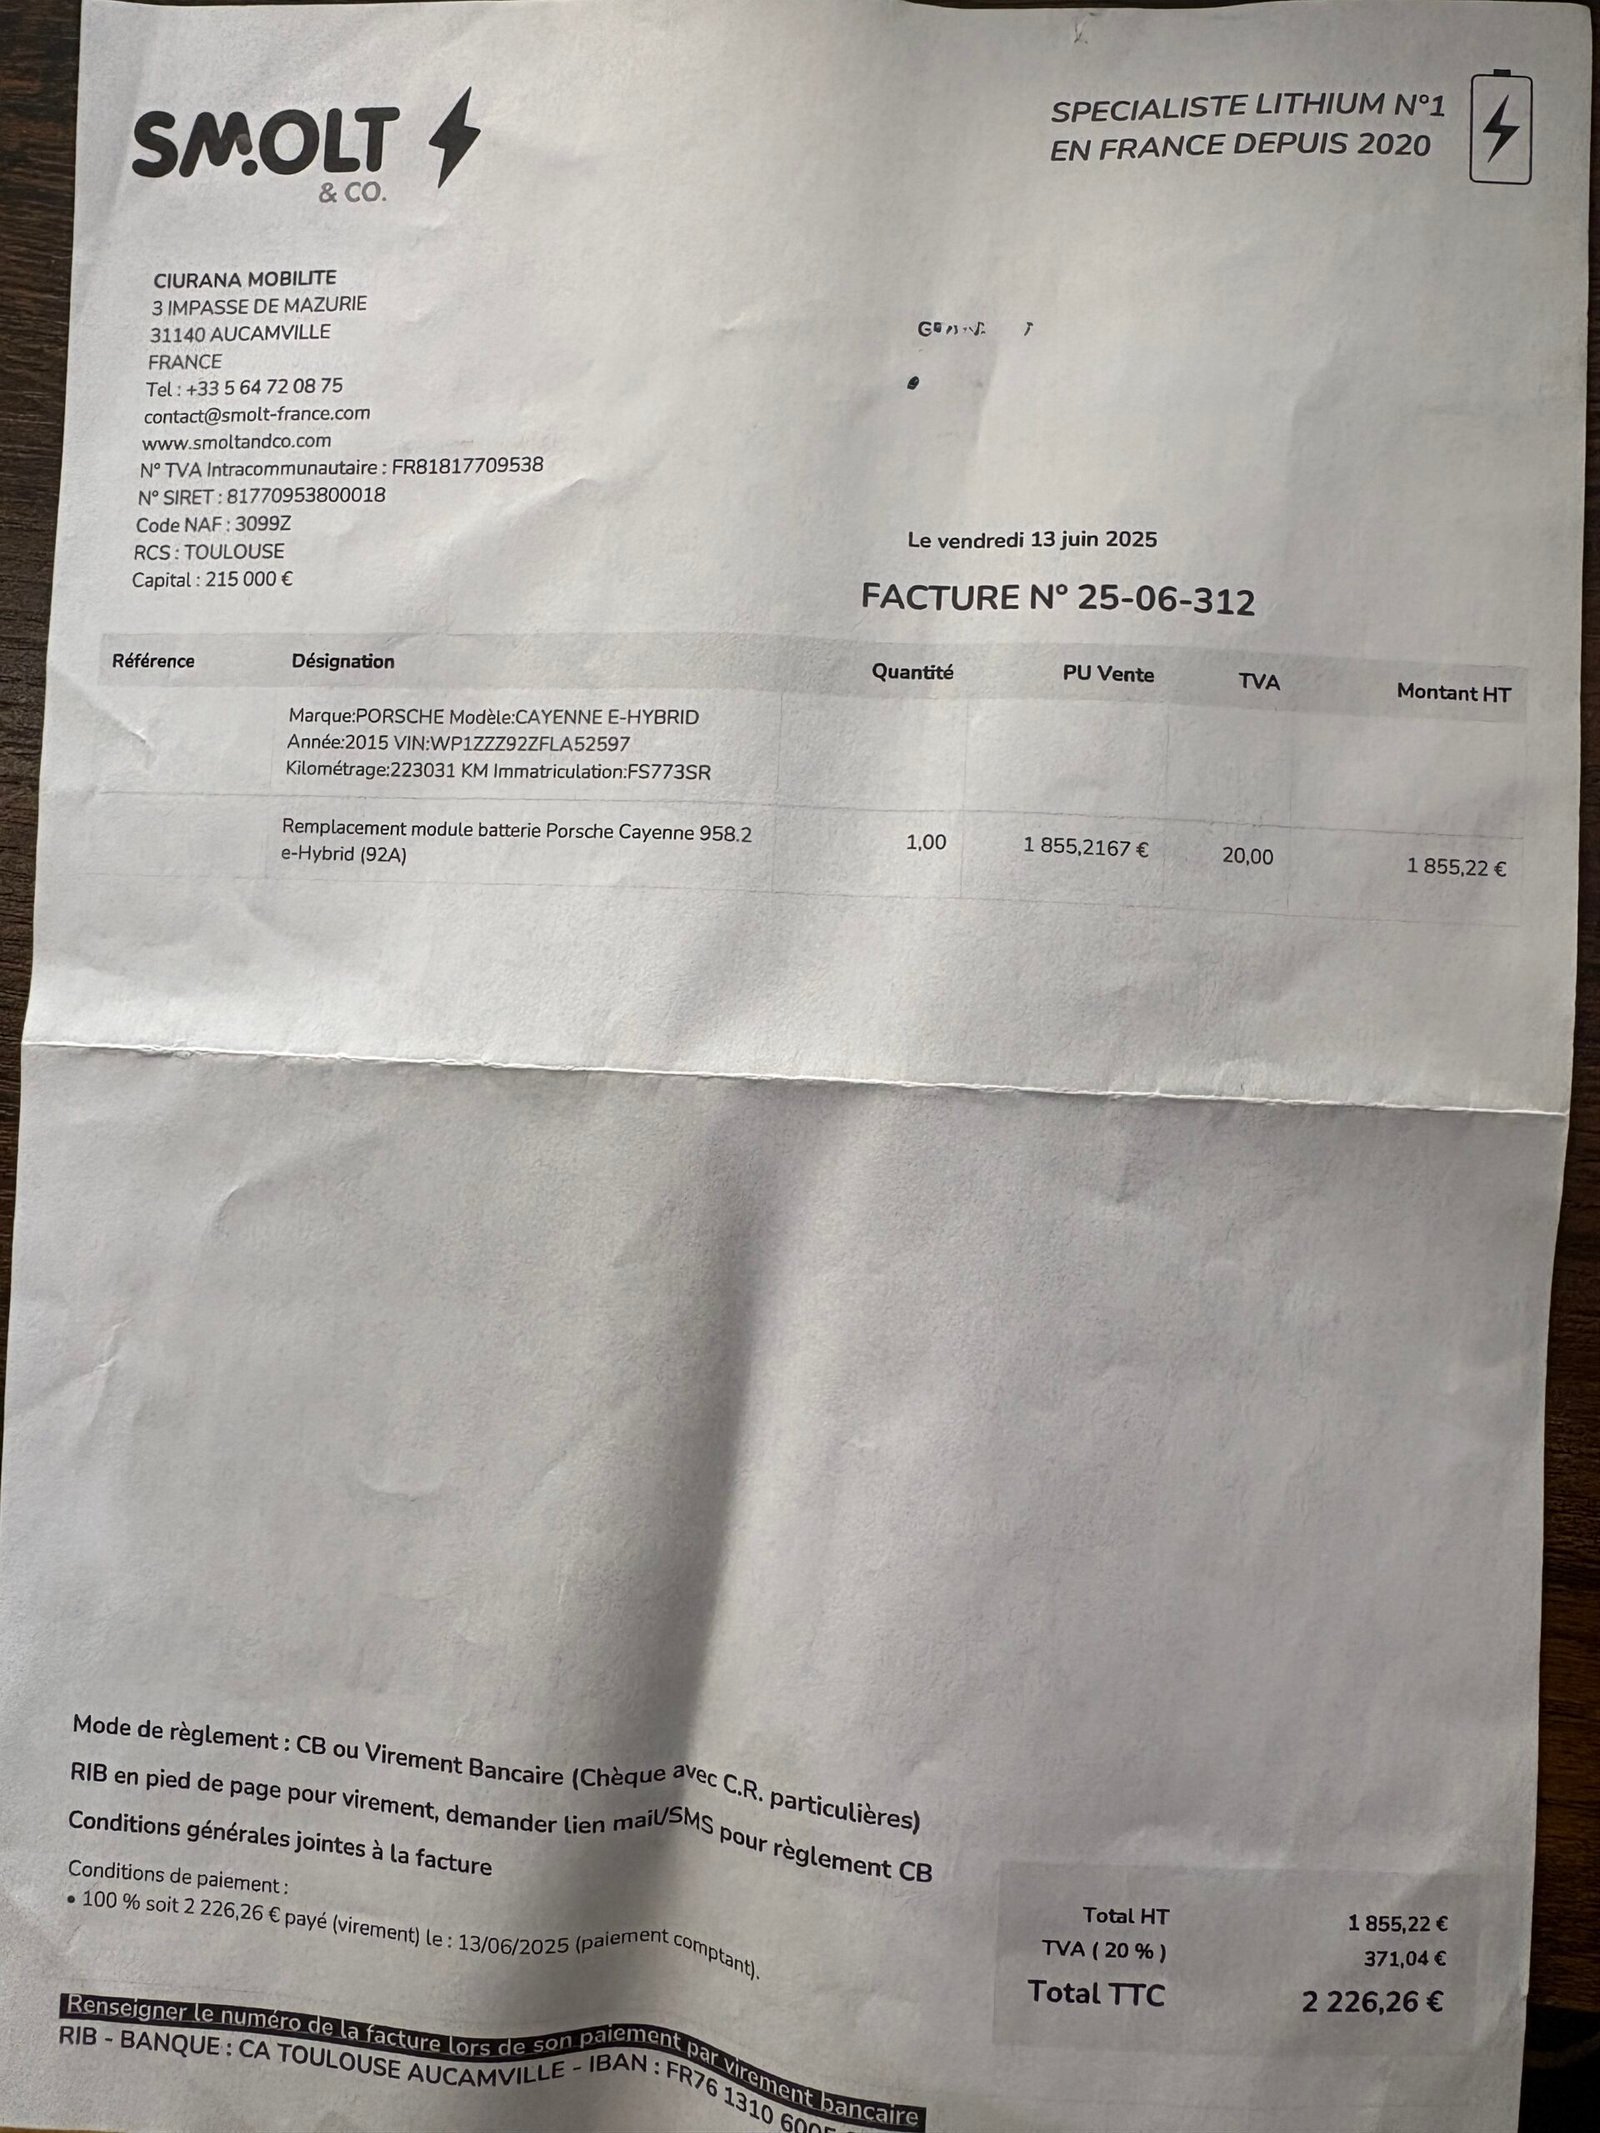 SMOLT
& CO.
SPECIALISTE LITHIUM N°1
EN FRANCE DEPUIS 2020
CIURANA MOBILITE
3 IMPASSE DE MAZURIE
31140 AUCAMVILLE
FRANCE
Tel : +33 5 64 72 08 75
contact@smolt-france.com
www.smoltandco.com
N° TVA Intracommunautaire : FR81817709538
N° SIRET : 81770953800018
Code NAF : 3099Z
RCS : TOULOUSE
Capital : 215 000 €
Le vendredi 13 juin 2025
FACTURE N° 25-06-312
Référence Désignation Quantité PU Vente TVA Montant HT
Marque:PORSCHE Modèle:CAYENNE E-HYBRID
Année:2015 VIN:WP1ZZZ92ZFLA52597
Kilométrage:223031 KM Immatriculation:FS773SR
Remplacement module batterie Porsche Cayenne 958.2 1,00 1 855,2167 € 20,00 1 855,22 €
e-Hybrid (92A)
Mode de règlement : CB ou Virement Bancaire (Chèque avec C.R. particulières)
RIB en pied de page pour virement, demander lien mail/SMS pour règlement CB
Conditions générales jointes à la facture
Conditions de paiement :
• 100 % soit 2 226,26 € payé (virement) le : 13/06/2025 (paiement comptant).
Total HT 1 855,22 €
TVA ( 20 % ) 371,04 €
Total TTC 2 226,26 €
Renseigner le numéro de la facture lors de son paiement par virement bancaire
RIB - BANQUE : CA TOULOUSE AUCAMVILLE - IBAN : FR76 1310 6005